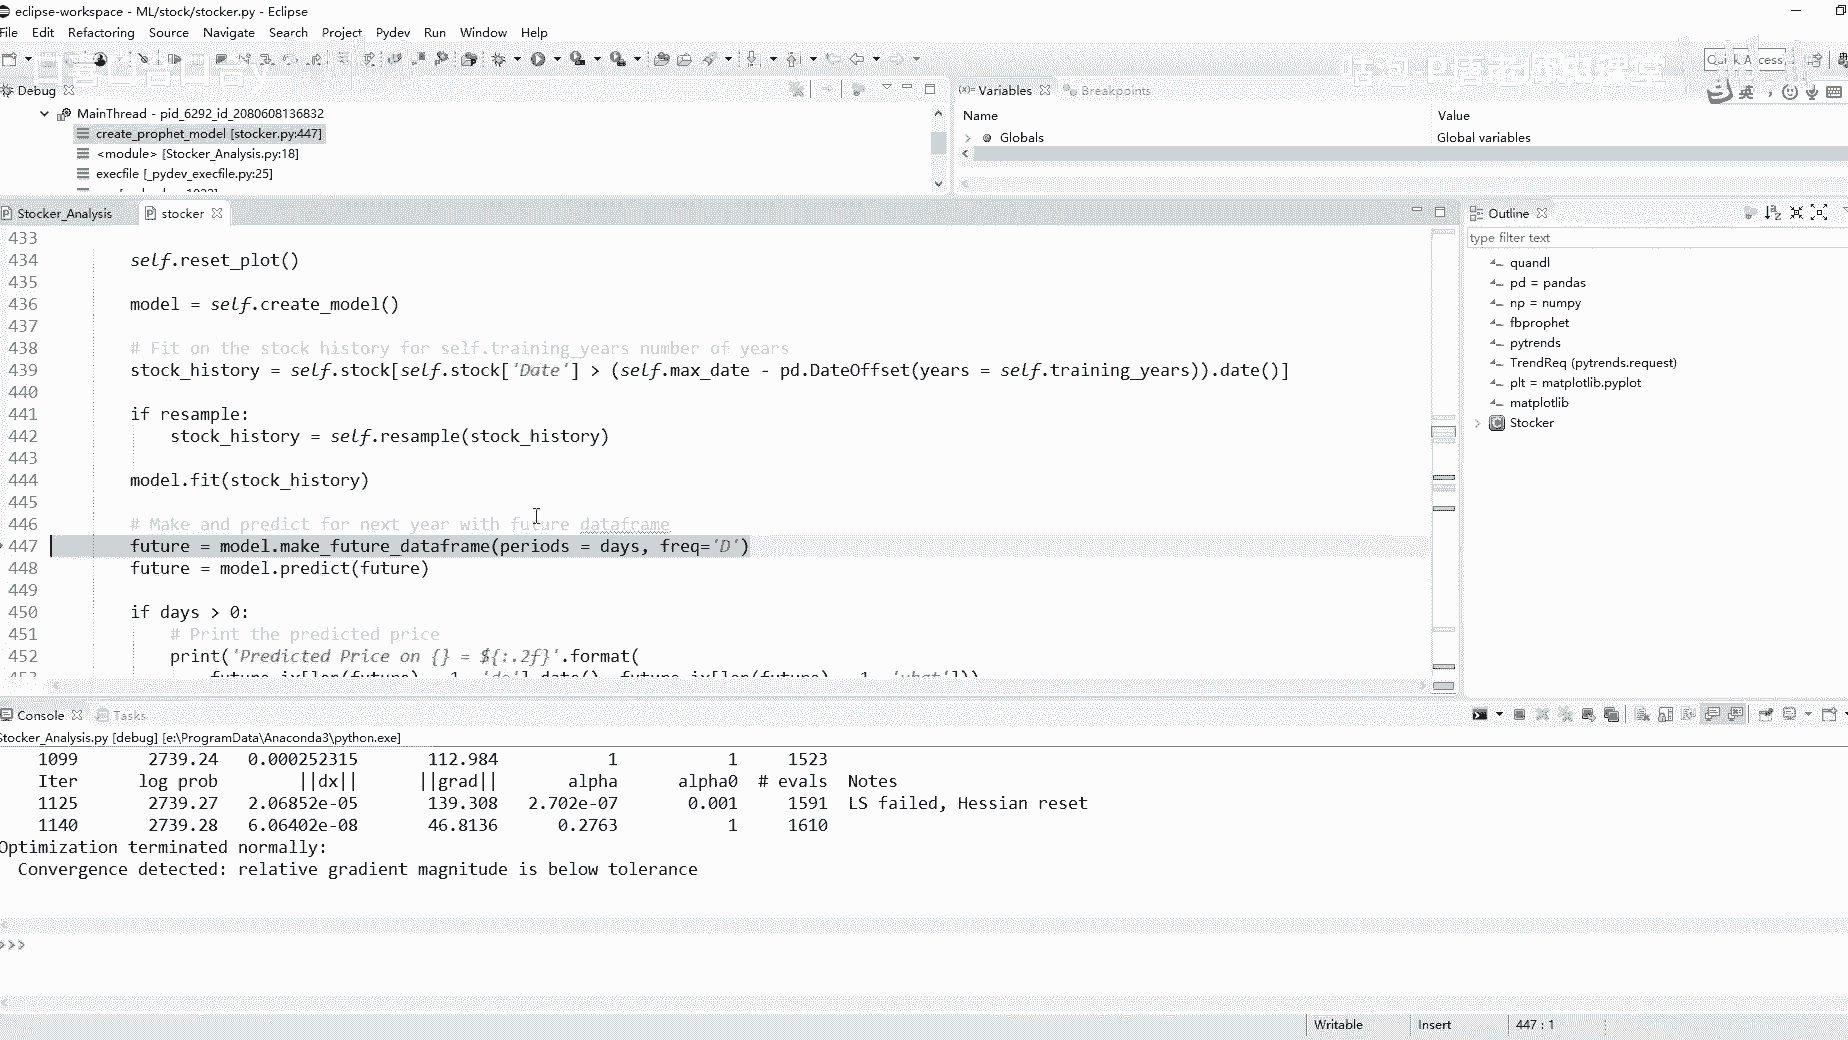 eclipse-workspace - ML/stock/stocker.py - Eclipse
File Edit Refactoring Source Navigate Search Project Pydev Run Window Help
Debug
MainThread - pid_6292_id_2080608136832
create_prophet_model [stocker.py:447]
<module> [Stocker_Analysis.py:18]
execfile [_pydev_execfile.py:25]
Variables Breakpoints
Name Value
Globals Global variables
Stocker_Analysis stocker
433
434 self.reset_plot()
435
436 model = self.create_model()
437
438 # Fit on the stock history for self.training_years number of years
439 stock_history = self.stock[self.stock['Date'] > (self.max_date - pd.DateOffset(years = self.training_years)).date()]
440
441 if resample:
442 stock_history = self.resample(stock_history)
443
444 model.fit(stock_history)
445
446 # Make and predict for next year with future dataframe
447 future = model.make_future_dataframe(periods = days, freq='D')
448 future = model.predict(future)
449
450 if days > 0:
451 # Print the predicted price
452 print('Predicted Price on {} = ${:.2f}'.format(
Outline
type filter text
quandl
pd = pandas
np = numpy
fbprophet
pytrends
TrendReq (pytrends.request)
plt = matplotlib.pyplot
matplotlib
Stocker
Console Tasks
Stocker_Analysis.py [debug] [e:\ProgramData\Anaconda3\python.exe]
1099 2739.24 0.000252315 112.984 1 1 1523
Iter log prob ||dx|| ||grad|| alpha alpha0 # evals Notes
1125 2739.27 2.06852e-05 139.308 2.702e-07 0.001 1591 LS failed, Hessian reset
1140 2739.28 6.06402e-08 46.8136 0.2763 1 1610
Optimization terminated normally:
Convergence detected: relative gradient magnitude is below tolerance
>>>
Writable Insert 447 : 1